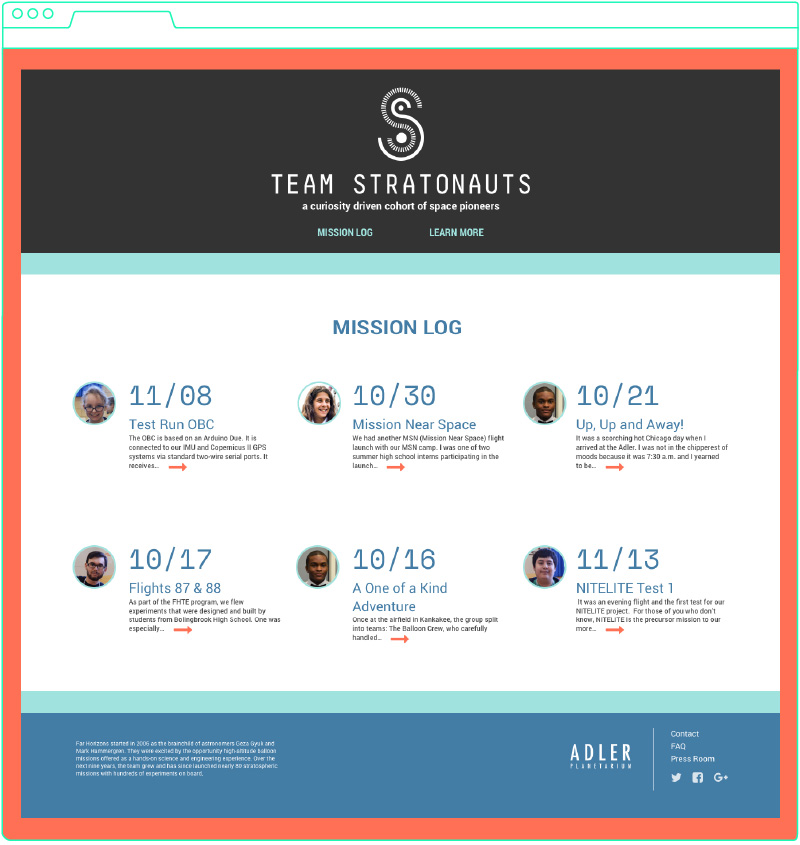 TEAM STRATONAUTS
a curiosity driven cohort of space pioneers
MISSION LOG
LEARN MORE
MISSION LOG
11/08
Test Run OBC
The OBC is based on an Arduino Due. It is
connected to our IMU and Copernicus II GPS
systems via standard two-wire serial ports. It
receives...
10/30
Mission Near Space
We had another MSN (Mission Near Space) flight
launch with our MSN camp. I was one of two
summer high school interns participating in the
launch...
10/21
Up, Up and Away!
It was a scorching hot Chicago day when I
arrived at the Adler. I was not in the chipperest of
moods because it was 7:30 a.m. and I yearned
to be...
10/17
Flights 87 & 88
As part of the FHTE program, we flew
experiments that were designed and built by
students from Bolingbrook High School. One was
especially...
10/16
A One of a Kind
Adventure
Once at the airfield in Kankakee, the group split
into teams: The Balloon Crew, who carefully
handled...
11/13
NITELITE Test 1
It was an evening flight and the first test for our
NITELITE project. For those of you who don't
know, NITELITE is the precursor mission to our
more...
Far Horizons started in 2005 as the brainchild of astronomers Geza Gyuk and
Mark Hammergren. They were excited by the opportunity high-altitude balloon
missions offered as a hands-on science and engineering experience. Over the
next nine years, the team grew and has since launched nearly 89 stratospheric
missions with hundreds of experiments on board.
ADLER
PLANETARIUM
Contact
FAQ
Press Room
G+